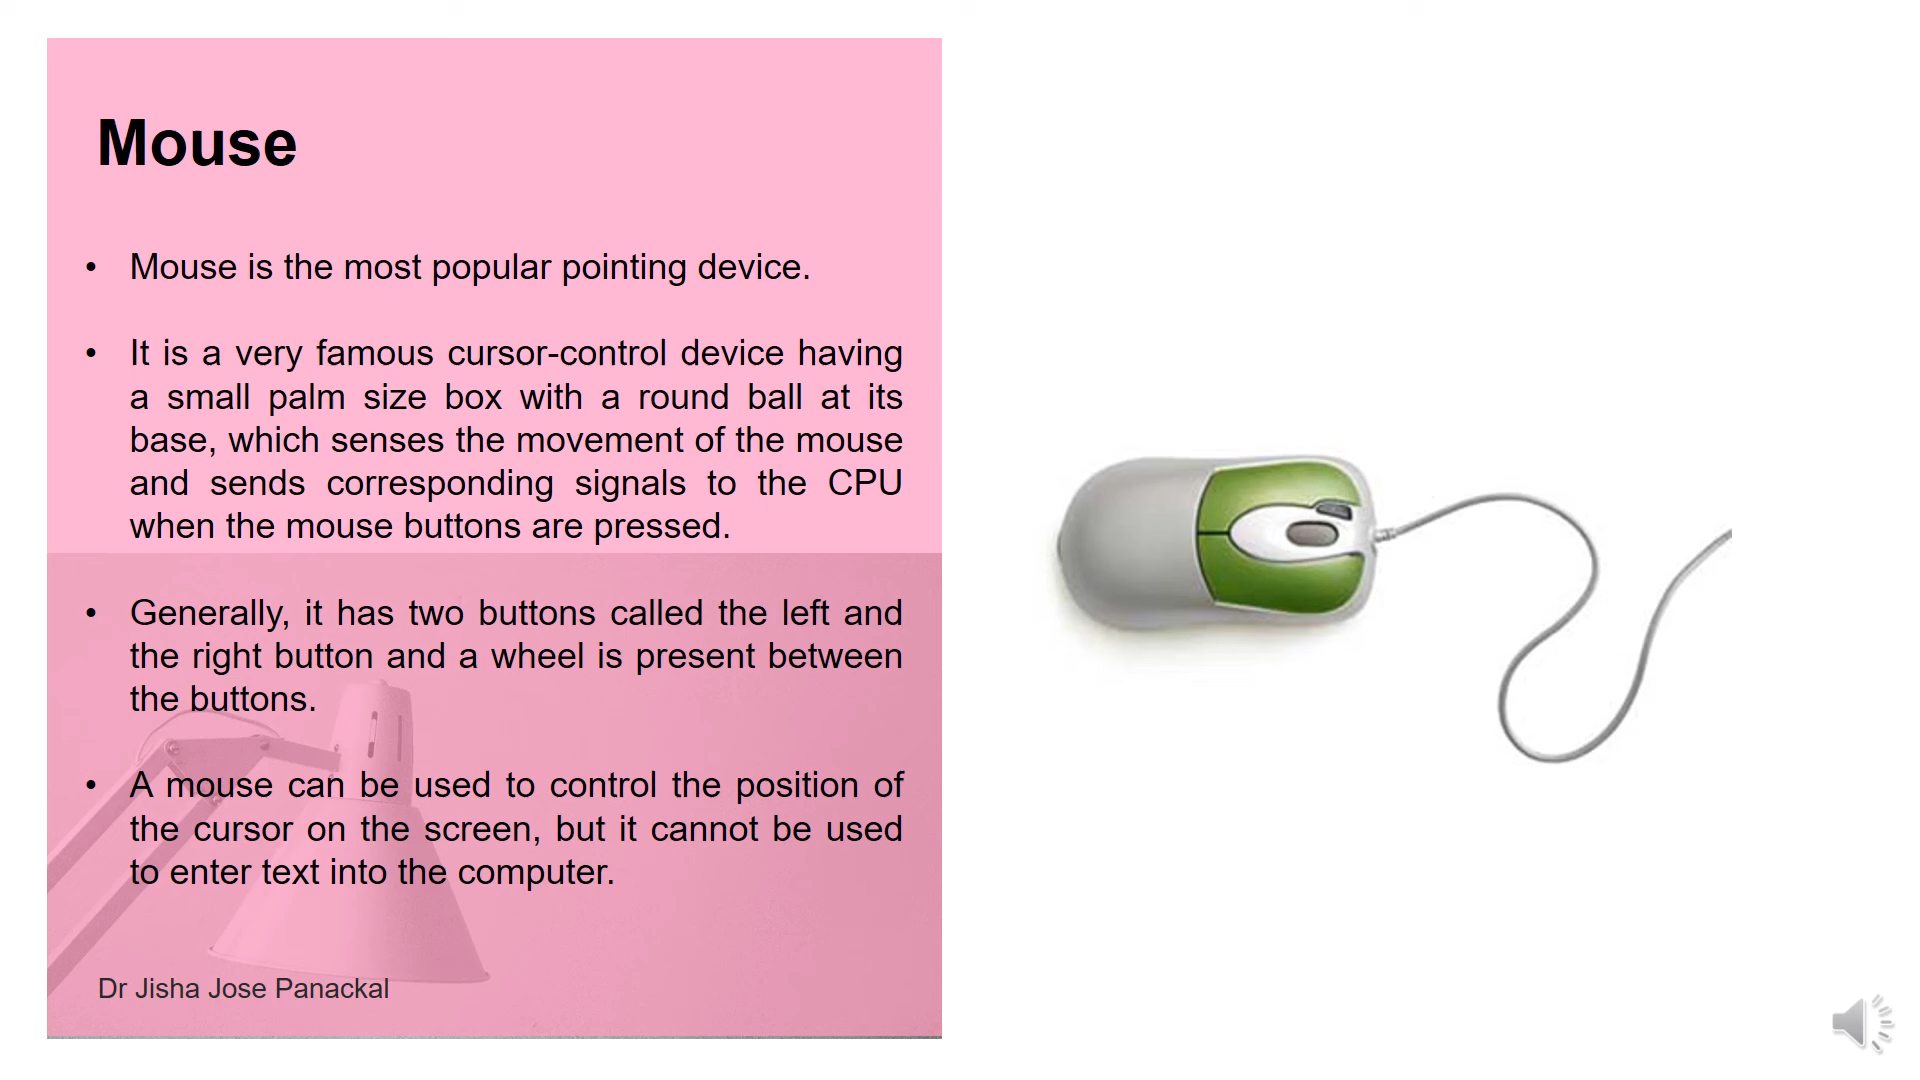 Mouse
• Mouse is the most popular pointing device.
• It is a very famous cursor-control device having
a small palm size box with a round ball at its
base, which senses the movement of the mouse
and sends corresponding signals to the CPU
when the mouse buttons are pressed.
• Generally, it has two buttons called the left and
the right button and a wheel is present between
the buttons.
• A mouse can be used to control the position of
the cursor on the screen, but it cannot be used
to enter text into the computer.
Dr Jisha Jose Panackal